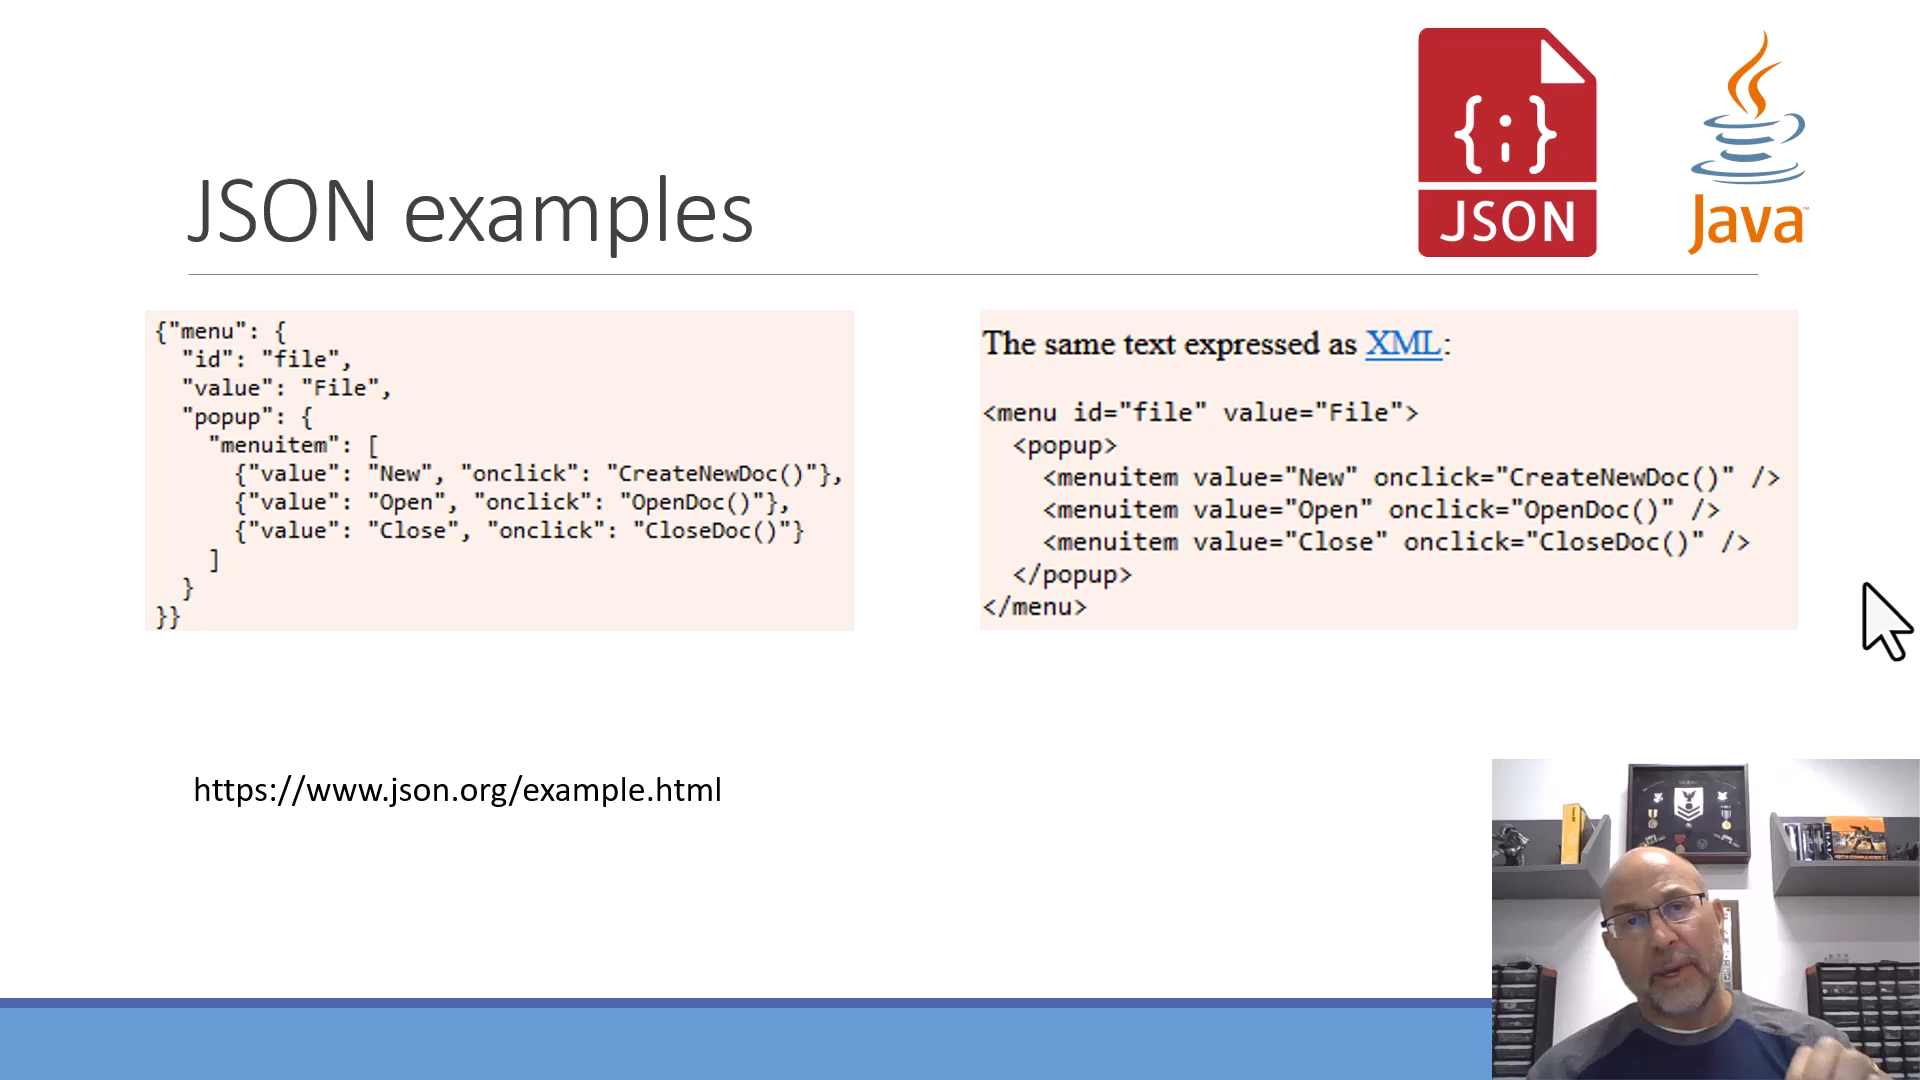 {;}
JSON
Java™
JSON examples
{"menu": {
  "id": "file",
  "value": "File",
  "popup": {
    "menuitem": [
      {"value": "New", "onclick": "CreateNewDoc()"},
      {"value": "Open", "onclick": "OpenDoc()"},
      {"value": "Close", "onclick": "CloseDoc()"}
    ]
  }
}}
The same text expressed as XML:
<menu id="file" value="File">
  <popup>
    <menuitem value="New" onclick="CreateNewDoc()" />
    <menuitem value="Open" onclick="OpenDoc()" />
    <menuitem value="Close" onclick="CloseDoc()" />
  </popup>
</menu>
https://www.json.org/example.html